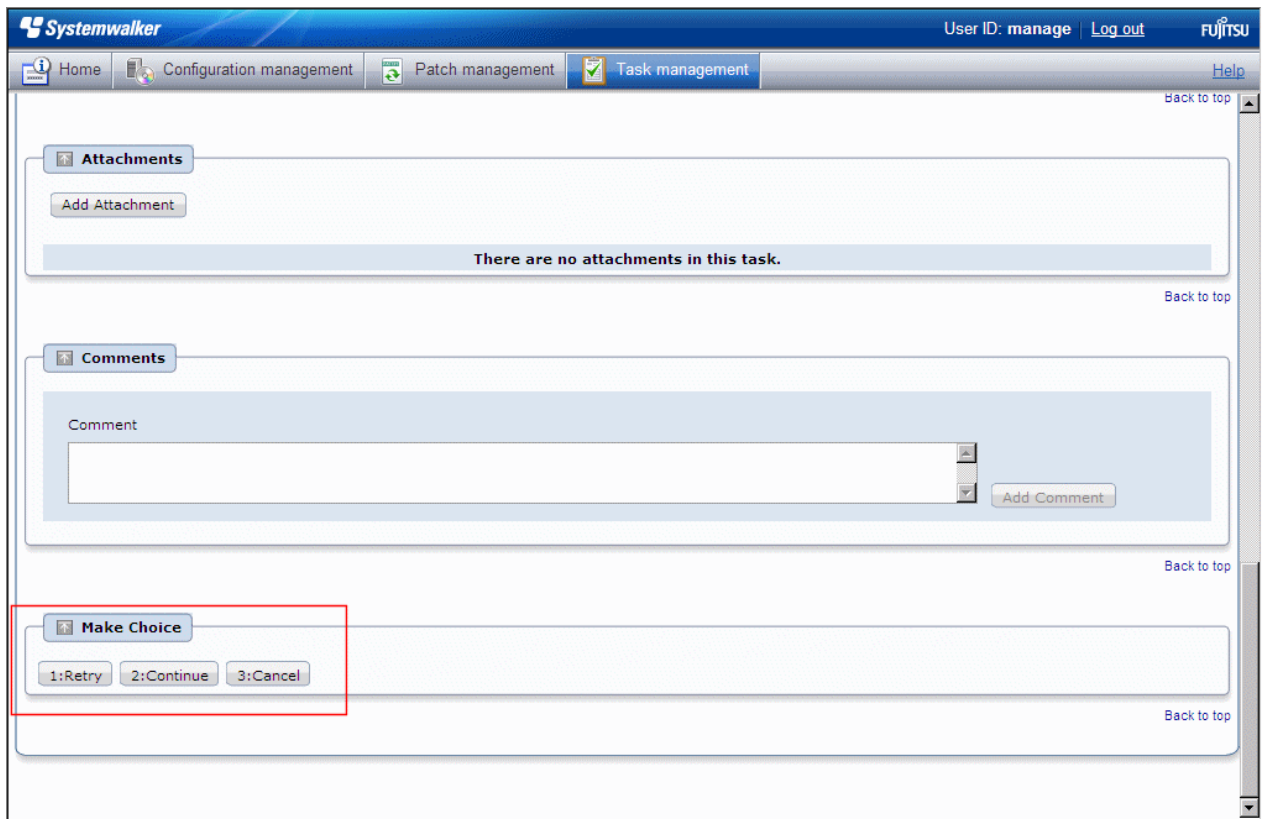 Systemwalker
User ID: manage
Log out
FUJITSU
Home
Configuration management
Patch management
Task management
Help
Back to top
Attachments
Add Attachment
There are no attachments in this task.
Back to top
Comments
Comment
Add Comment
Back to top
Make Choice
1:Retry 2:Continue 3:Cancel
Back to top